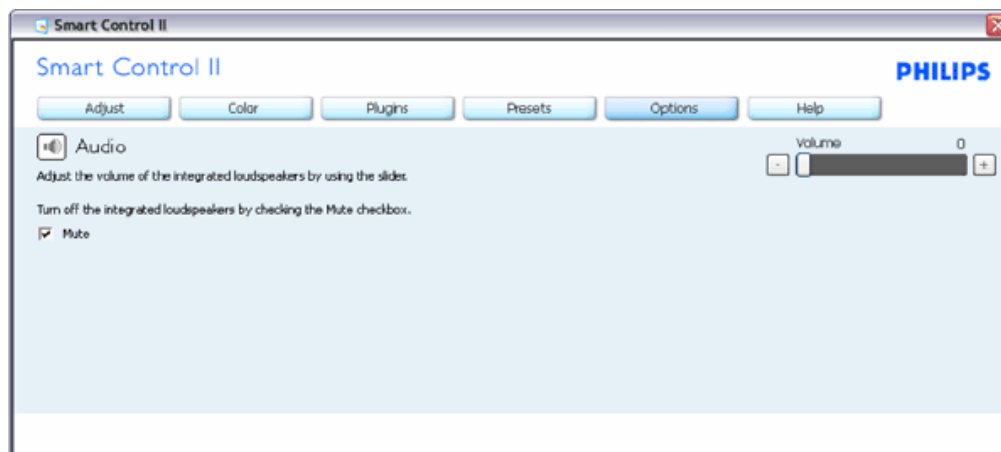 Smart Control II
Smart Control II
PHILIPS
Adjust Color Plugins Presets Options Help
Audio
Volume 0
- +
Adjust the volume of the integrated loudspeakers by using the slider.
Turn off the integrated loudspeakers by checking the Mute checkbox.
Mute